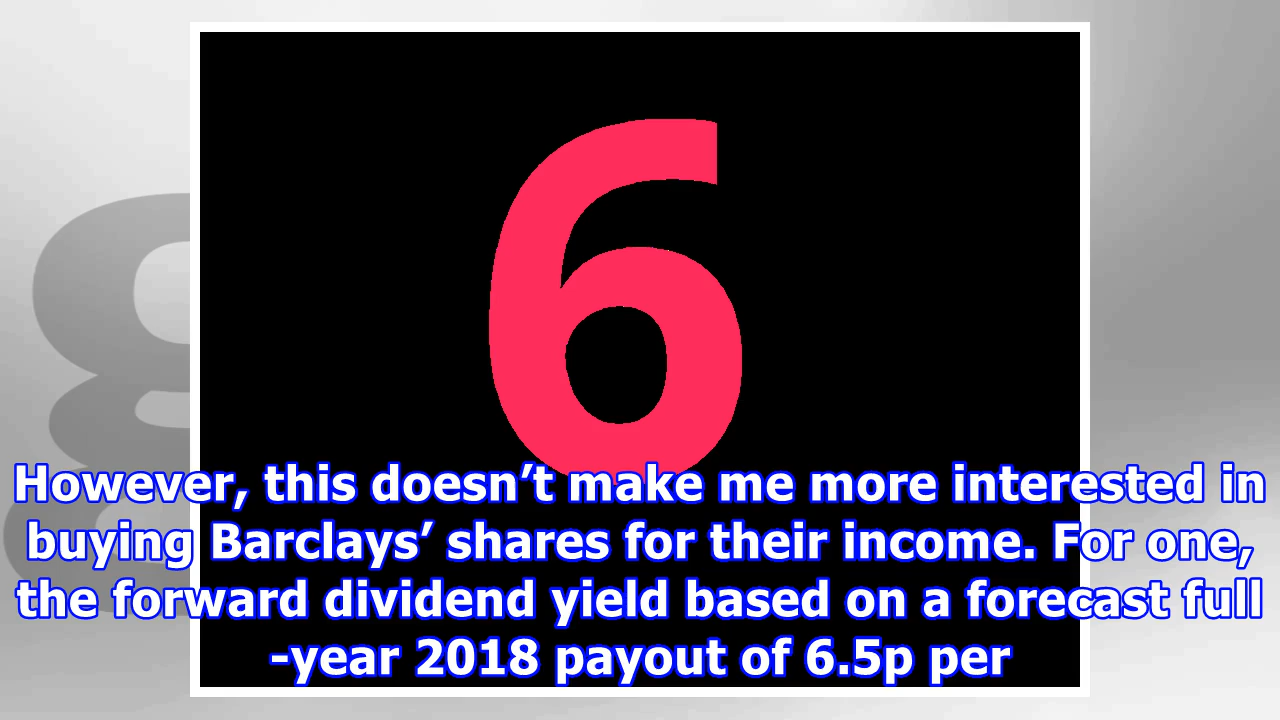 6
However, this doesn’t make me more interested in
buying Barclays’ shares for their income. For one,
the forward dividend yield based on a forecast full
-year 2018 payout of 6.5p per